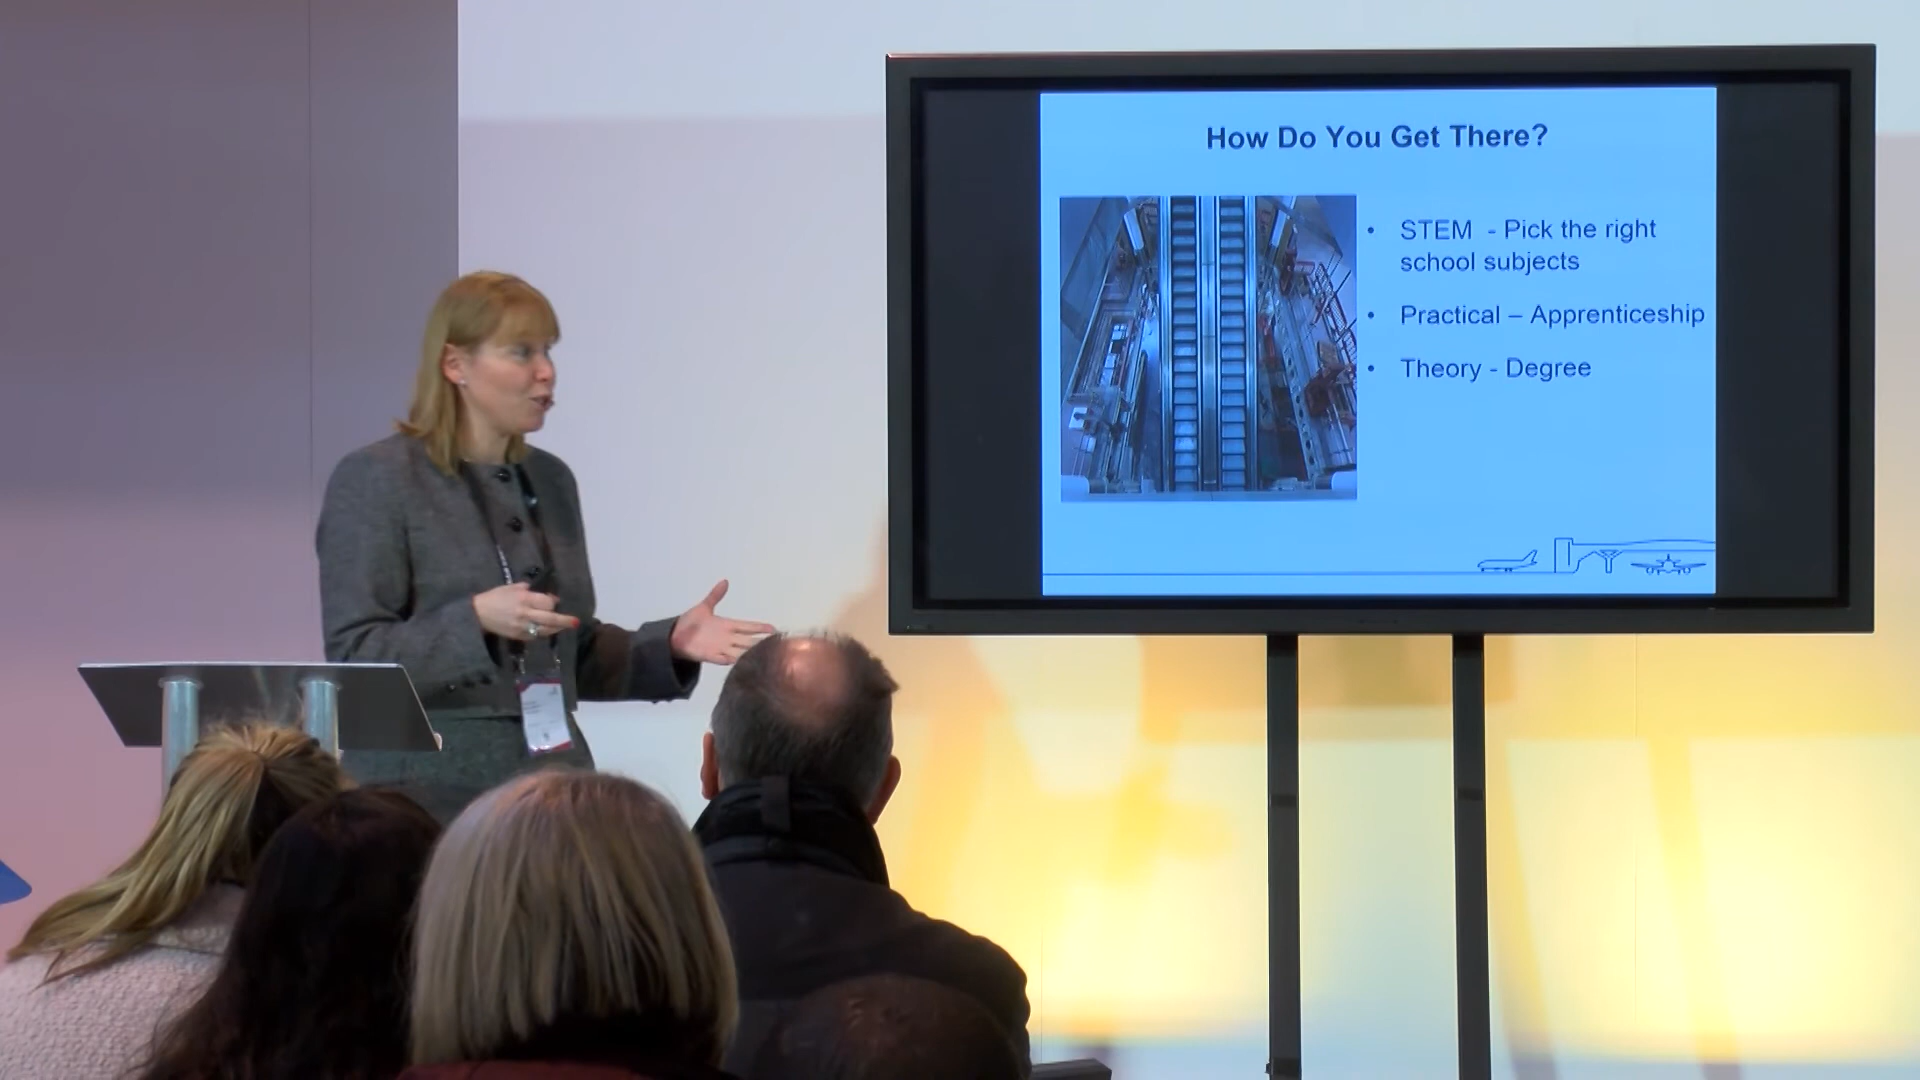 How Do You Get There?
• STEM - Pick the right
school subjects
• Practical – Apprenticeship
• Theory - Degree